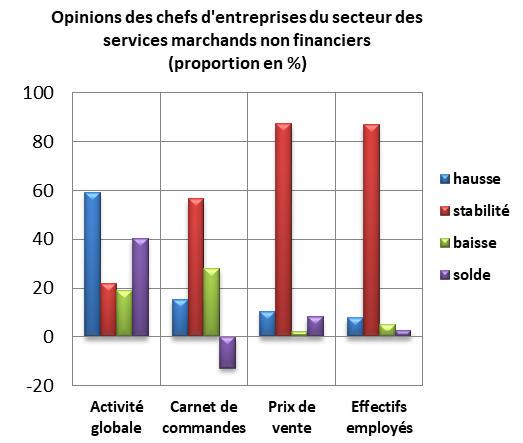 Opinions des chefs d'entreprises du secteur des
services marchands non financiers
(proportion en %)
100
80
60
40
20
0
-20
Activité
globale
Carnet de
commandes
Prix de
vente
Effectifs
employés
hausse
stabilité
baisse
solde